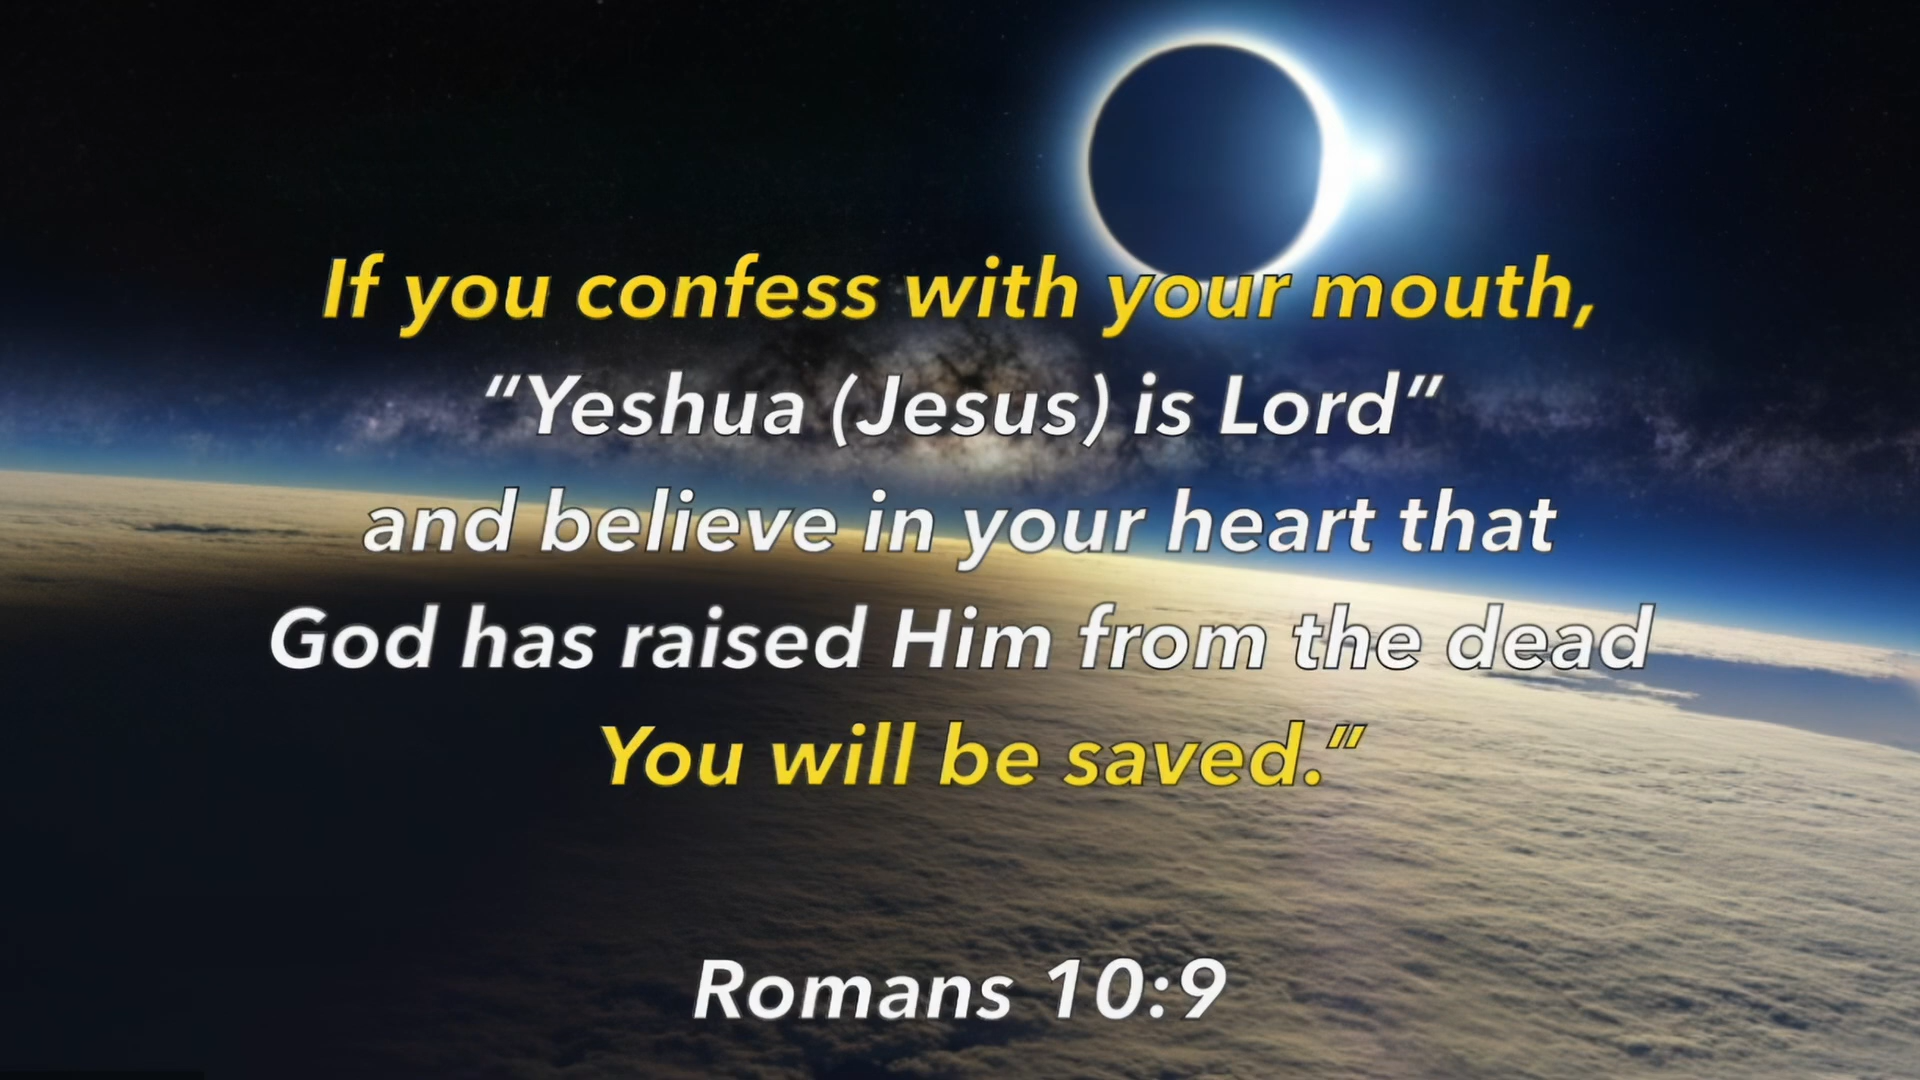 If you confess with your mouth,
“Yeshua (Jesus) is Lord”
and believe in your heart that
God has raised Him from the dead
You will be saved.”
Romans 10:9